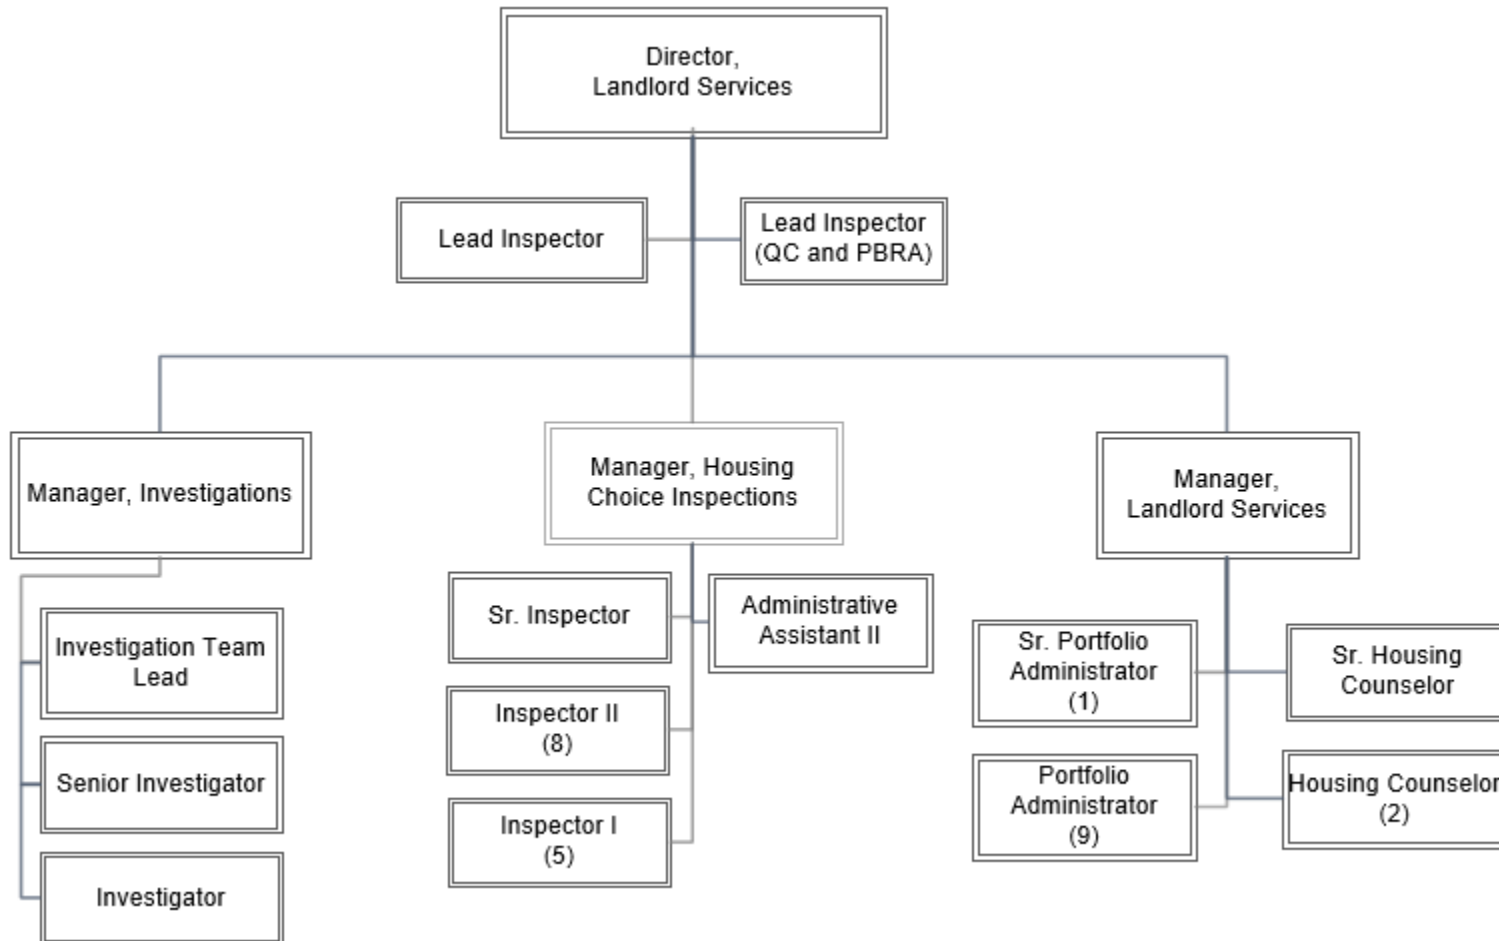 Director,
Landlord Services
Lead Inspector
Lead Inspector
(QC and PBRA)
Manager, Investigations
Manager, Housing
Choice Inspections
Manager,
Landlord Services
Investigation Team
Lead
Senior Investigator
Investigator
Sr. Inspector
Administrative
Assistant II
Inspector II
(8)
Inspector I
(5)
Sr. Portfolio
Administrator
(1)
Sr. Housing
Counselor
Portfolio
Administrator
(9)
Housing Counselor
(2)